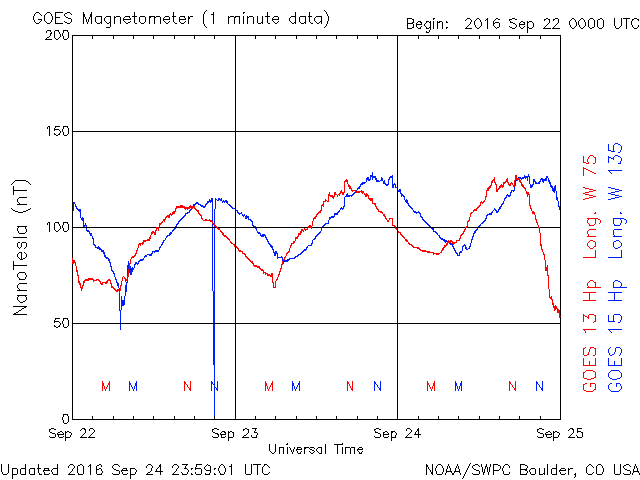 GOES Magnetometer (1 minute data)
Begin: 2016 Sep 22 0000 UTC
200
150
100
50
0
NanoTesla (nT)
M M N N M M N N M M N N
Sep 22 Sep 23 Sep 24 Sep 25
Universal Time
GOES 13 Hp Long. W 75
GOES 15 Hp Long. W 135
Updated 2016 Sep 24 23:59:01 UTC
NOAA/SWPC Boulder, CO USA